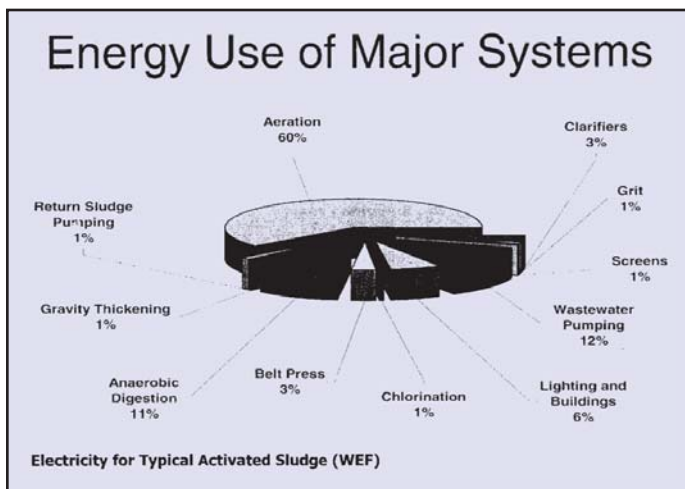 Energy Use of Major Systems
Aeration
60%
Clarifiers
3%
Grit
1%
Return Sludge
Pumping
1%
Screens
1%
Gravity Thickening
1%
Wastewater
Pumping
12%
Anaerobic
Digestion
11%
Belt Press
3%
Chlorination
1%
Lighting and
Buildings
6%
Electricity for Typical Activated Sludge (WEF)